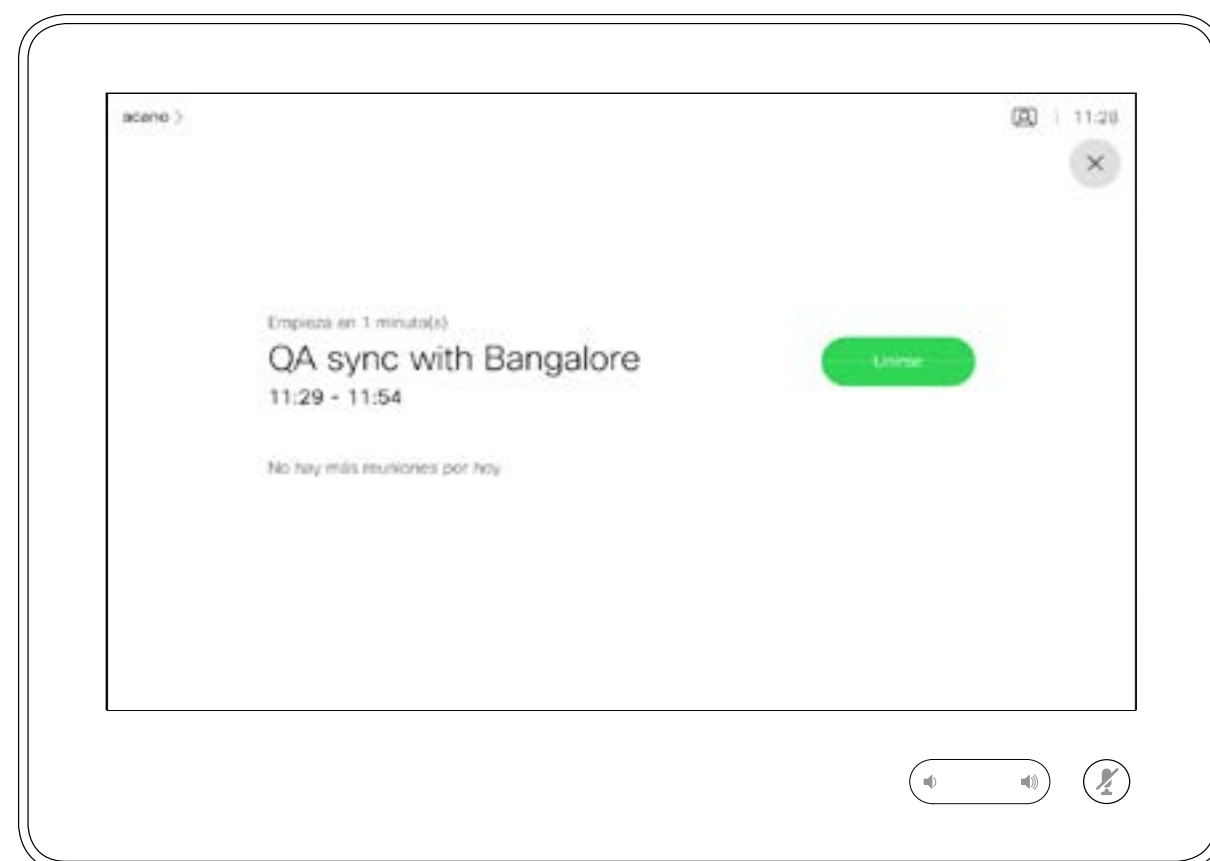 acano >
11:28
Empieza en 1 minuto(s)
QA sync with Bangalore
Unirse
11:29 - 11:54
No hay más reuniones por hoy